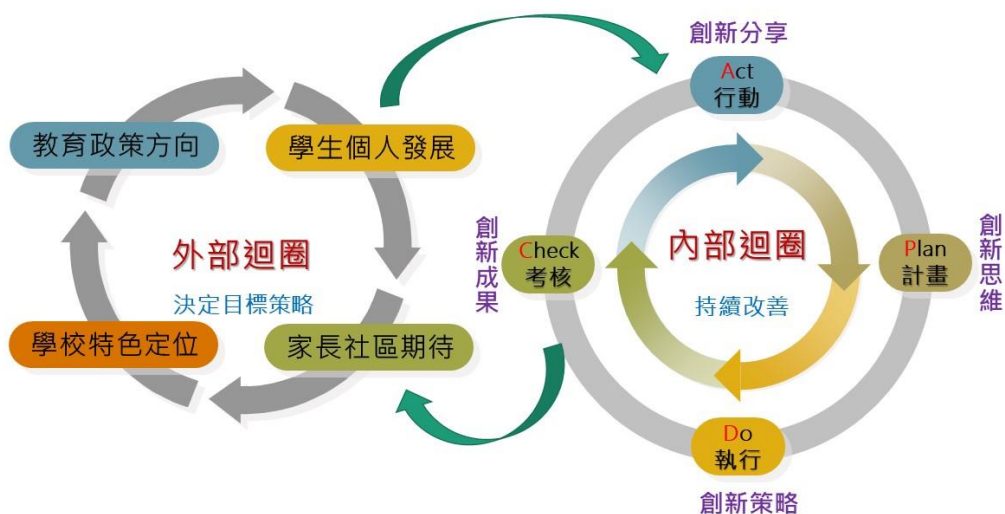 教育政策方向
學生個人發展
外部迴圈
決定目標策略
學校特色定位
家長社區期待
創新分享
Act
行動
創新成果
Check
考核
內部迴圈
持續改善
Plan
計畫
創新思維
Do
執行
創新策略